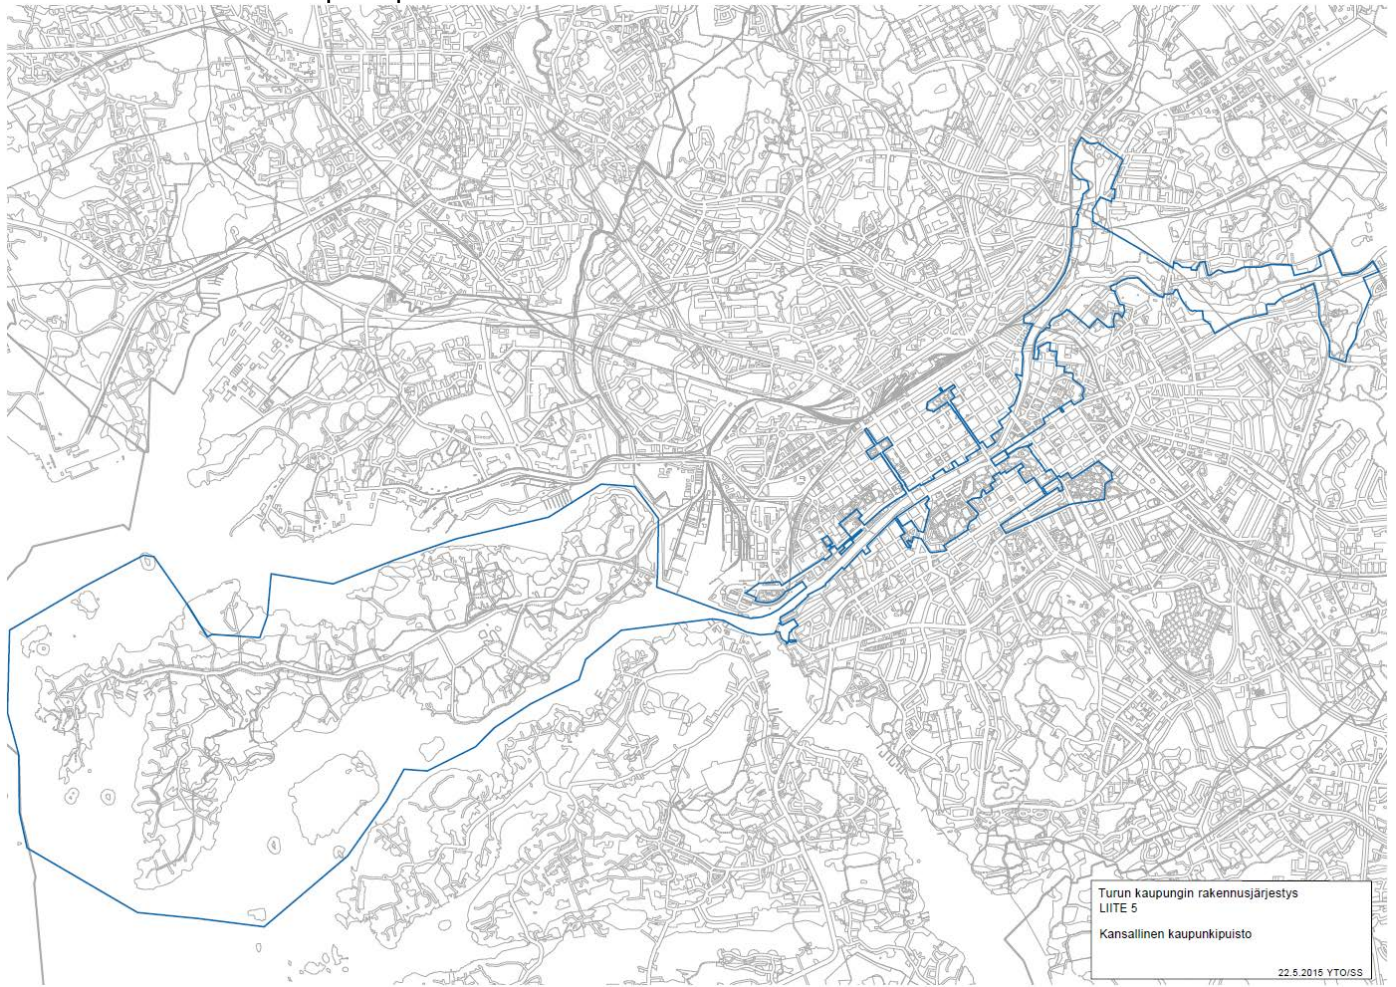 Turun kaupungin rakennusjärjestys
LIITE 5
Kansallinen kaupunkipuisto
22.5.2015 YTO/SS